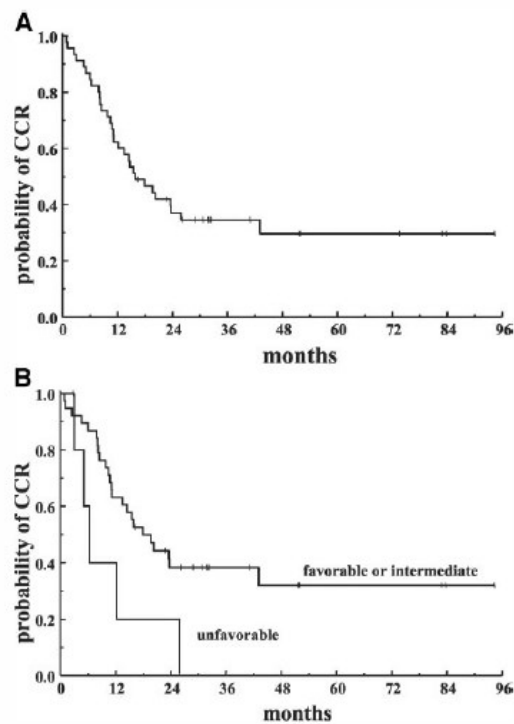 A
probability of CCR
1.0
0.8
0.6
0.4
0.2
0.0
0 12 24 36 48 60 72 84 96
months
B
probability of CCR
1.0
0.8
0.6
0.4
favorable or intermediate
0.2
unfavorable
0.0
0 12 24 36 48 60 72 84 96
months